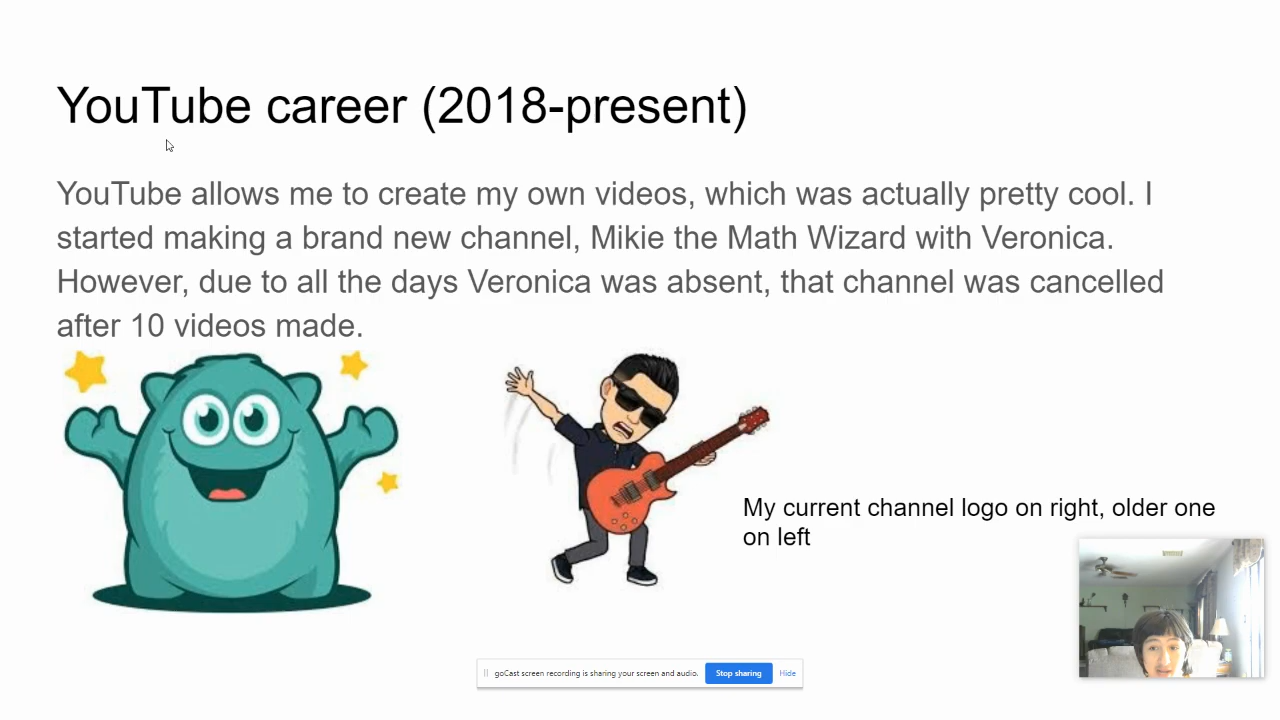 YouTube career (2018-present)
YouTube allows me to create my own videos, which was actually pretty cool. I
started making a brand new channel, Mikie the Math Wizard with Veronica.
However, due to all the days Veronica was absent, that channel was cancelled
after 10 videos made.
My current channel logo on right, older one
on left
goCast screen recording is sharing your screen and audio. Stop sharing Hide